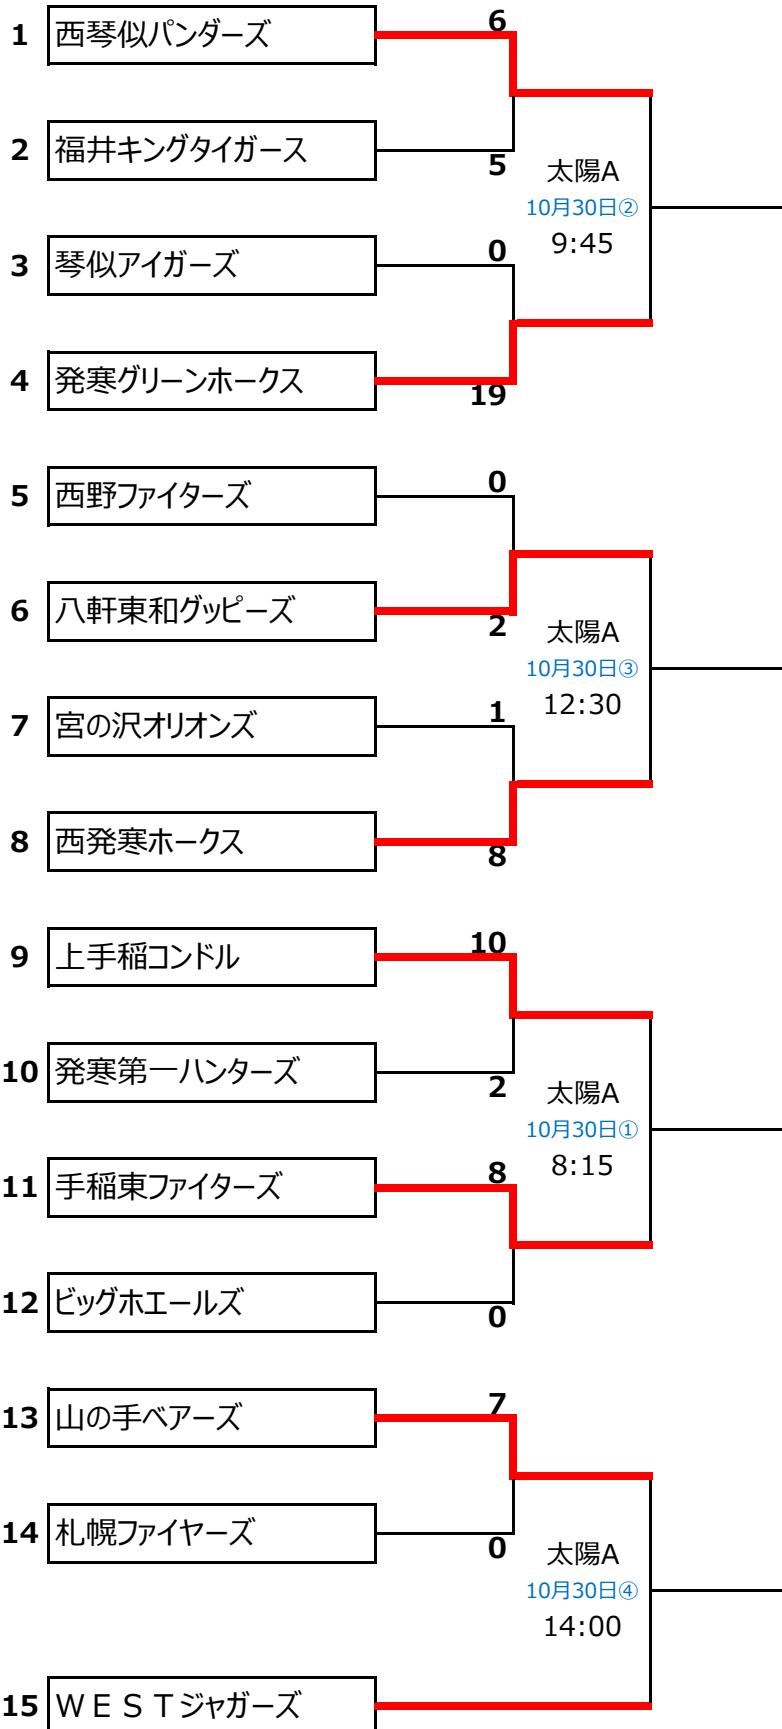 1 西琴似パンダーズ 6
2 福井キングタイガース 5
太陽A
10月30日②
9:45
3 琴似アイガーズ 0
4 発寒グリーンホークス 19
5 西野ファイターズ 0
6 八軒東和グッピーズ 2
太陽A
10月30日③
12:30
7 宮の沢オリオンズ 1
8 西発寒ホークス 8
9 上手稲コンドル 10
10 発寒第一ハンターズ 2
太陽A
10月30日①
8:15
11 手稲東ファイターズ 8
12 ビッグホエールズ 0
13 山の手ベアーズ 7
14 札幌ファイヤーズ 0
太陽A
10月30日④
14:00
15 ＷＥＳＴジャガーズ